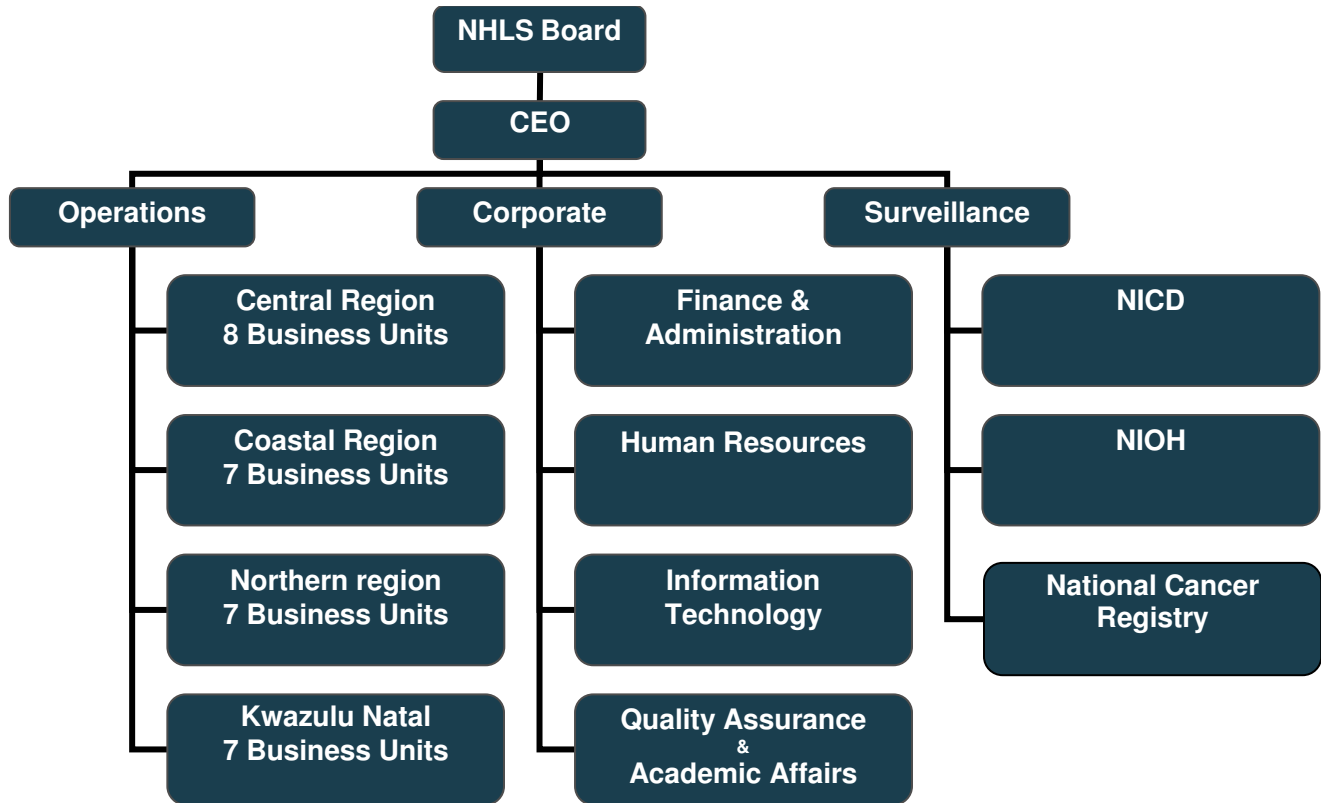 NHLS Board
CEO
Operations
Corporate
Surveillance
Central Region
8 Business Units
Finance &
Administration
NICD
Coastal Region
7 Business Units
Human Resources
NIOH
Northern region
7 Business Units
Information
Technology
National Cancer
Registry
Kwazulu Natal
7 Business Units
Quality Assurance
&
Academic Affairs